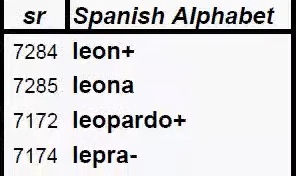 sr Spanish Alphabet
7284 leon+
7285 leona
7172 leopardo+
7174 lepra-